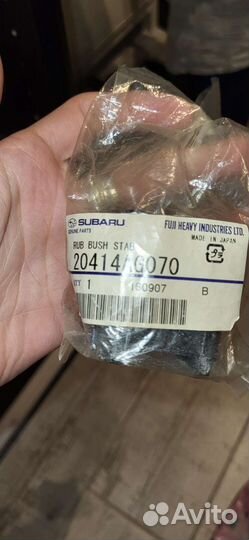 SUBARU
GENUINE PARTS
FUJI HEAVY INDUSTRIES LTD.
MADE IN JAPAN
RUB BUSH STAB
20414AG070
QTY 1 160907 B
Avito